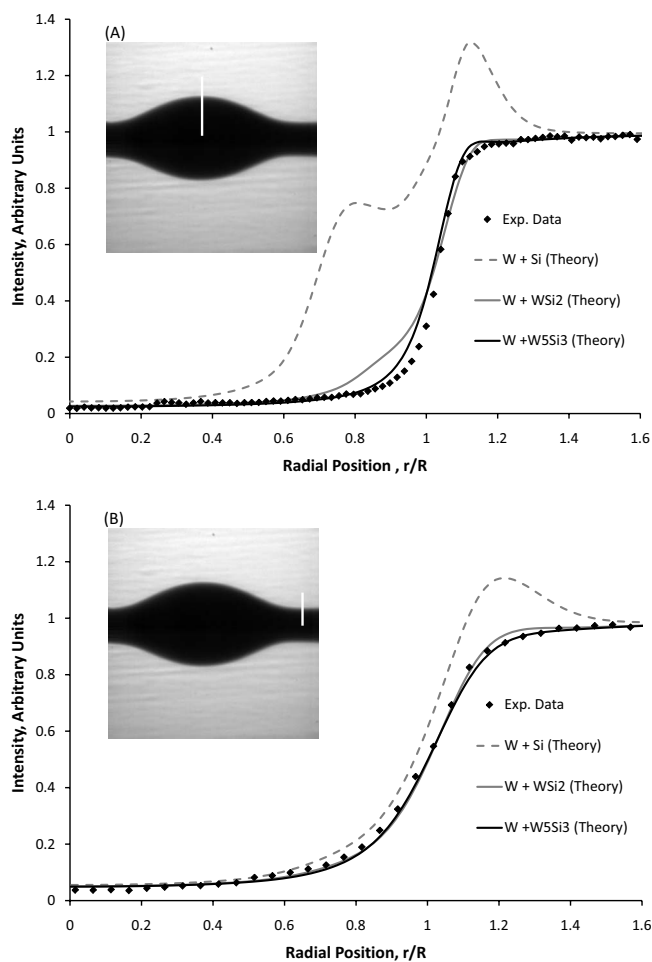 (A)
1.4
1.2
1
0.8
0.6
0.4
0.2
0
Intensity, Arbitrary Units
Exp. Data
W + Si (Theory)
W + WSi2 (Theory)
W +W5Si3 (Theory)
0 0.2 0.4 0.6 0.8 1 1.2 1.4 1.6
Radial Position , r/R
(B)
1.4
1.2
1
0.8
0.6
0.4
0.2
0
Intensity, Arbitrary Units
Exp. Data
W + Si (Theory)
W + WSi2 (Theory)
W +W5Si3 (Theory)
0 0.2 0.4 0.6 0.8 1 1.2 1.4 1.6
Radial Position, r/R